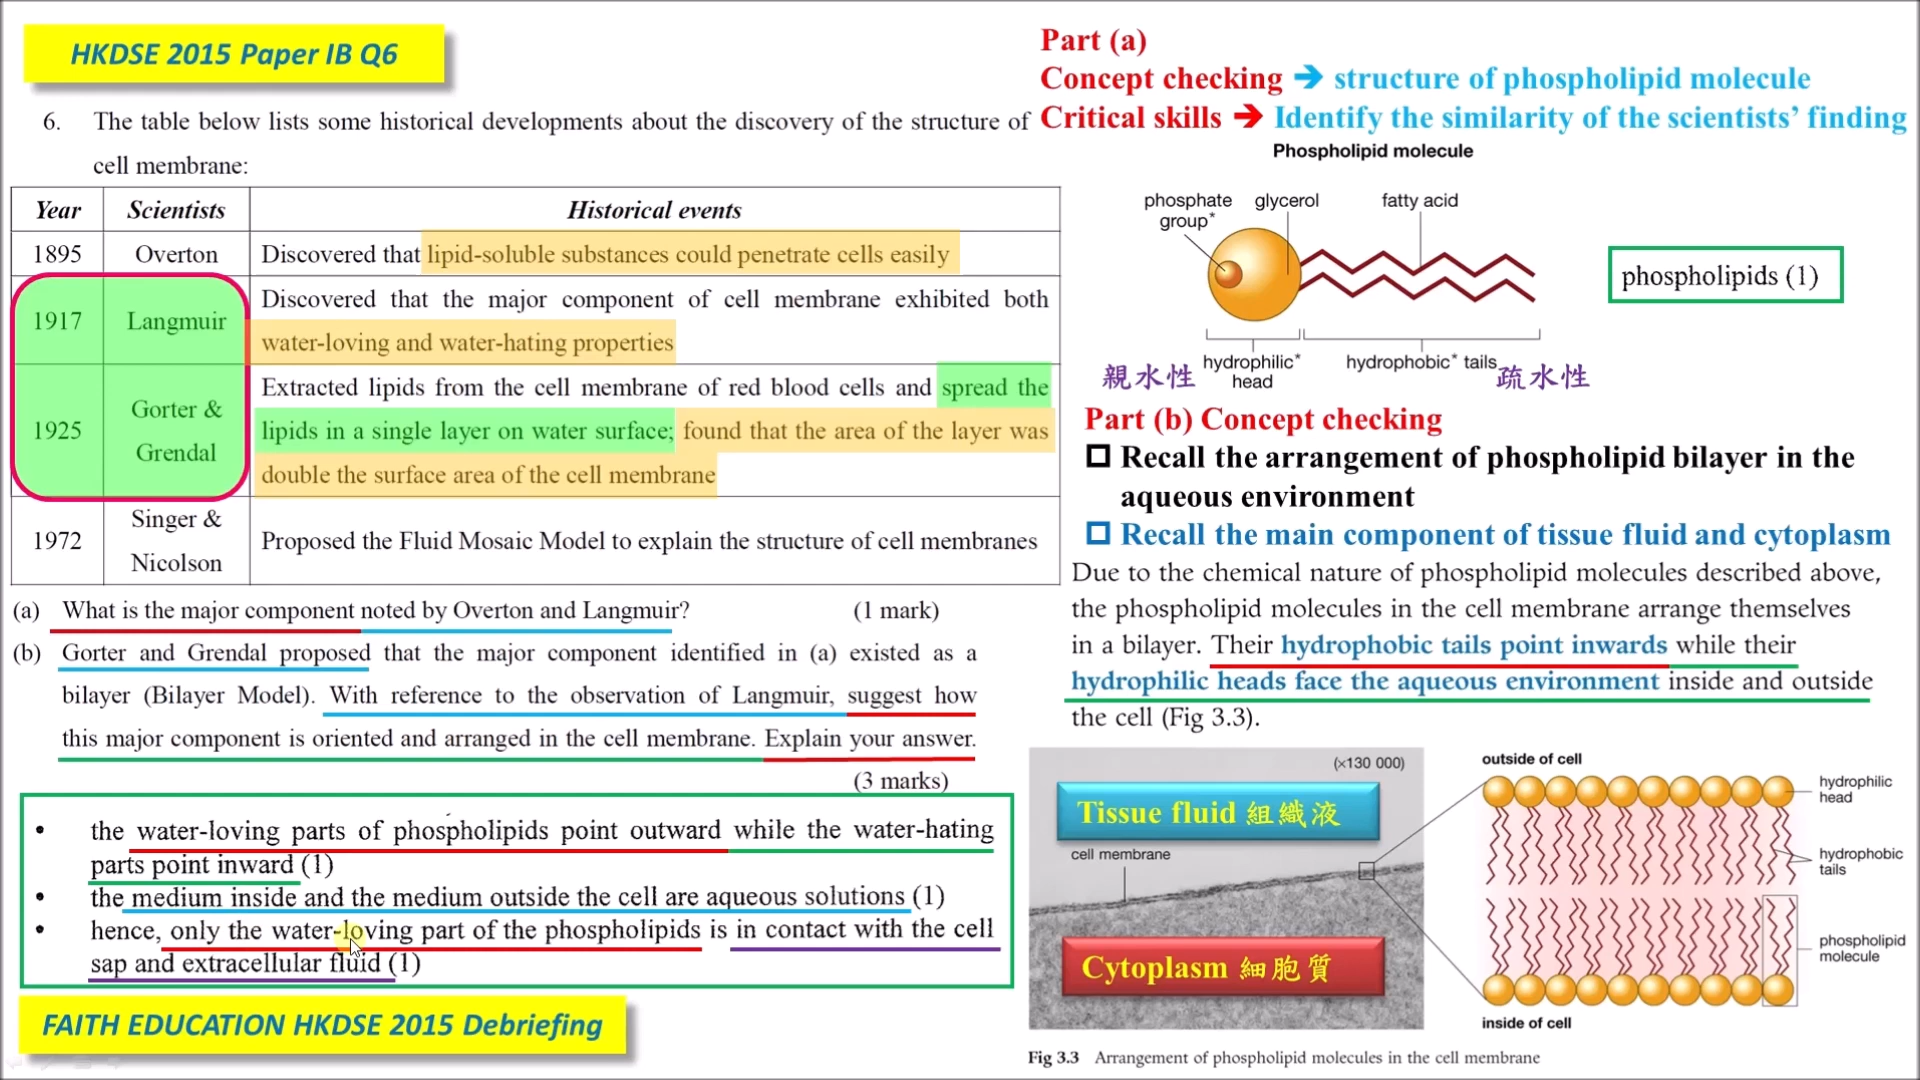 HKDSE 2015 Paper IB Q6
6. The table below lists some historical developments about the discovery of the structure of
cell membrane:
Year Scientists Historical events
1895 Overton Discovered that lipid-soluble substances could penetrate cells easily
1917 Langmuir Discovered that the major component of cell membrane exhibited both
water-loving and water-hating properties
1925 Gorter & Grendal Extracted lipids from the cell membrane of red blood cells and spread the
lipids in a single layer on water surface; found that the area of the layer was
double the surface area of the cell membrane
1972 Singer & Nicolson Proposed the Fluid Mosaic Model to explain the structure of cell membranes
(a) What is the major component noted by Overton and Langmuir? (1 mark)
(b) Gorter and Grendal proposed that the major component identified in (a) existed as a
bilayer (Bilayer Model). With reference to the observation of Langmuir, suggest how
this major component is oriented and arranged in the cell membrane. Explain your answer.
(3 marks)
• the water-loving parts of phospholipids point outward while the water-hating
parts point inward (1)
• the medium inside and the medium outside the cell are aqueous solutions (1)
• hence, only the water-loving part of the phospholipids is in contact with the cell
sap and extracellular fluid (1)
FAITH EDUCATION HKDSE 2015 Debriefing
Part (a)
Concept checking → structure of phospholipid molecule
Critical skills → Identify the similarity of the scientists' finding
Phospholipid molecule
phosphate group*
glycerol
fatty acid
phospholipids (1)
親水性
hydrophilic* head
hydrophobic* tails
疏水性
Part (b) Concept checking
Recall the arrangement of phospholipid bilayer in the
aqueous environment
Recall the main component of tissue fluid and cytoplasm
Due to the chemical nature of phospholipid molecules described above,
the phospholipid molecules in the cell membrane arrange themselves
in a bilayer. Their hydrophobic tails point inwards while their
hydrophilic heads face the aqueous environment inside and outside
the cell (Fig 3.3).
(×130 000)
Tissue fluid 組織液
cell membrane
Cytoplasm 細胞質
outside of cell
hydrophilic head
hydrophobic tails
phospholipid molecule
inside of cell
Fig 3.3 Arrangement of phospholipid molecules in the cell membrane